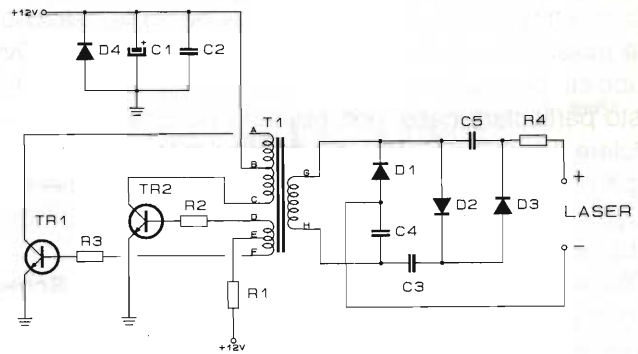 +12V
D4
+
C1
C2
T1
A
B
C
D
E
F
G
H
TR1
TR2
R2
R3
R1
+12V
D1
C4
C3
D2
C5
D3
R4
+
LASER
−